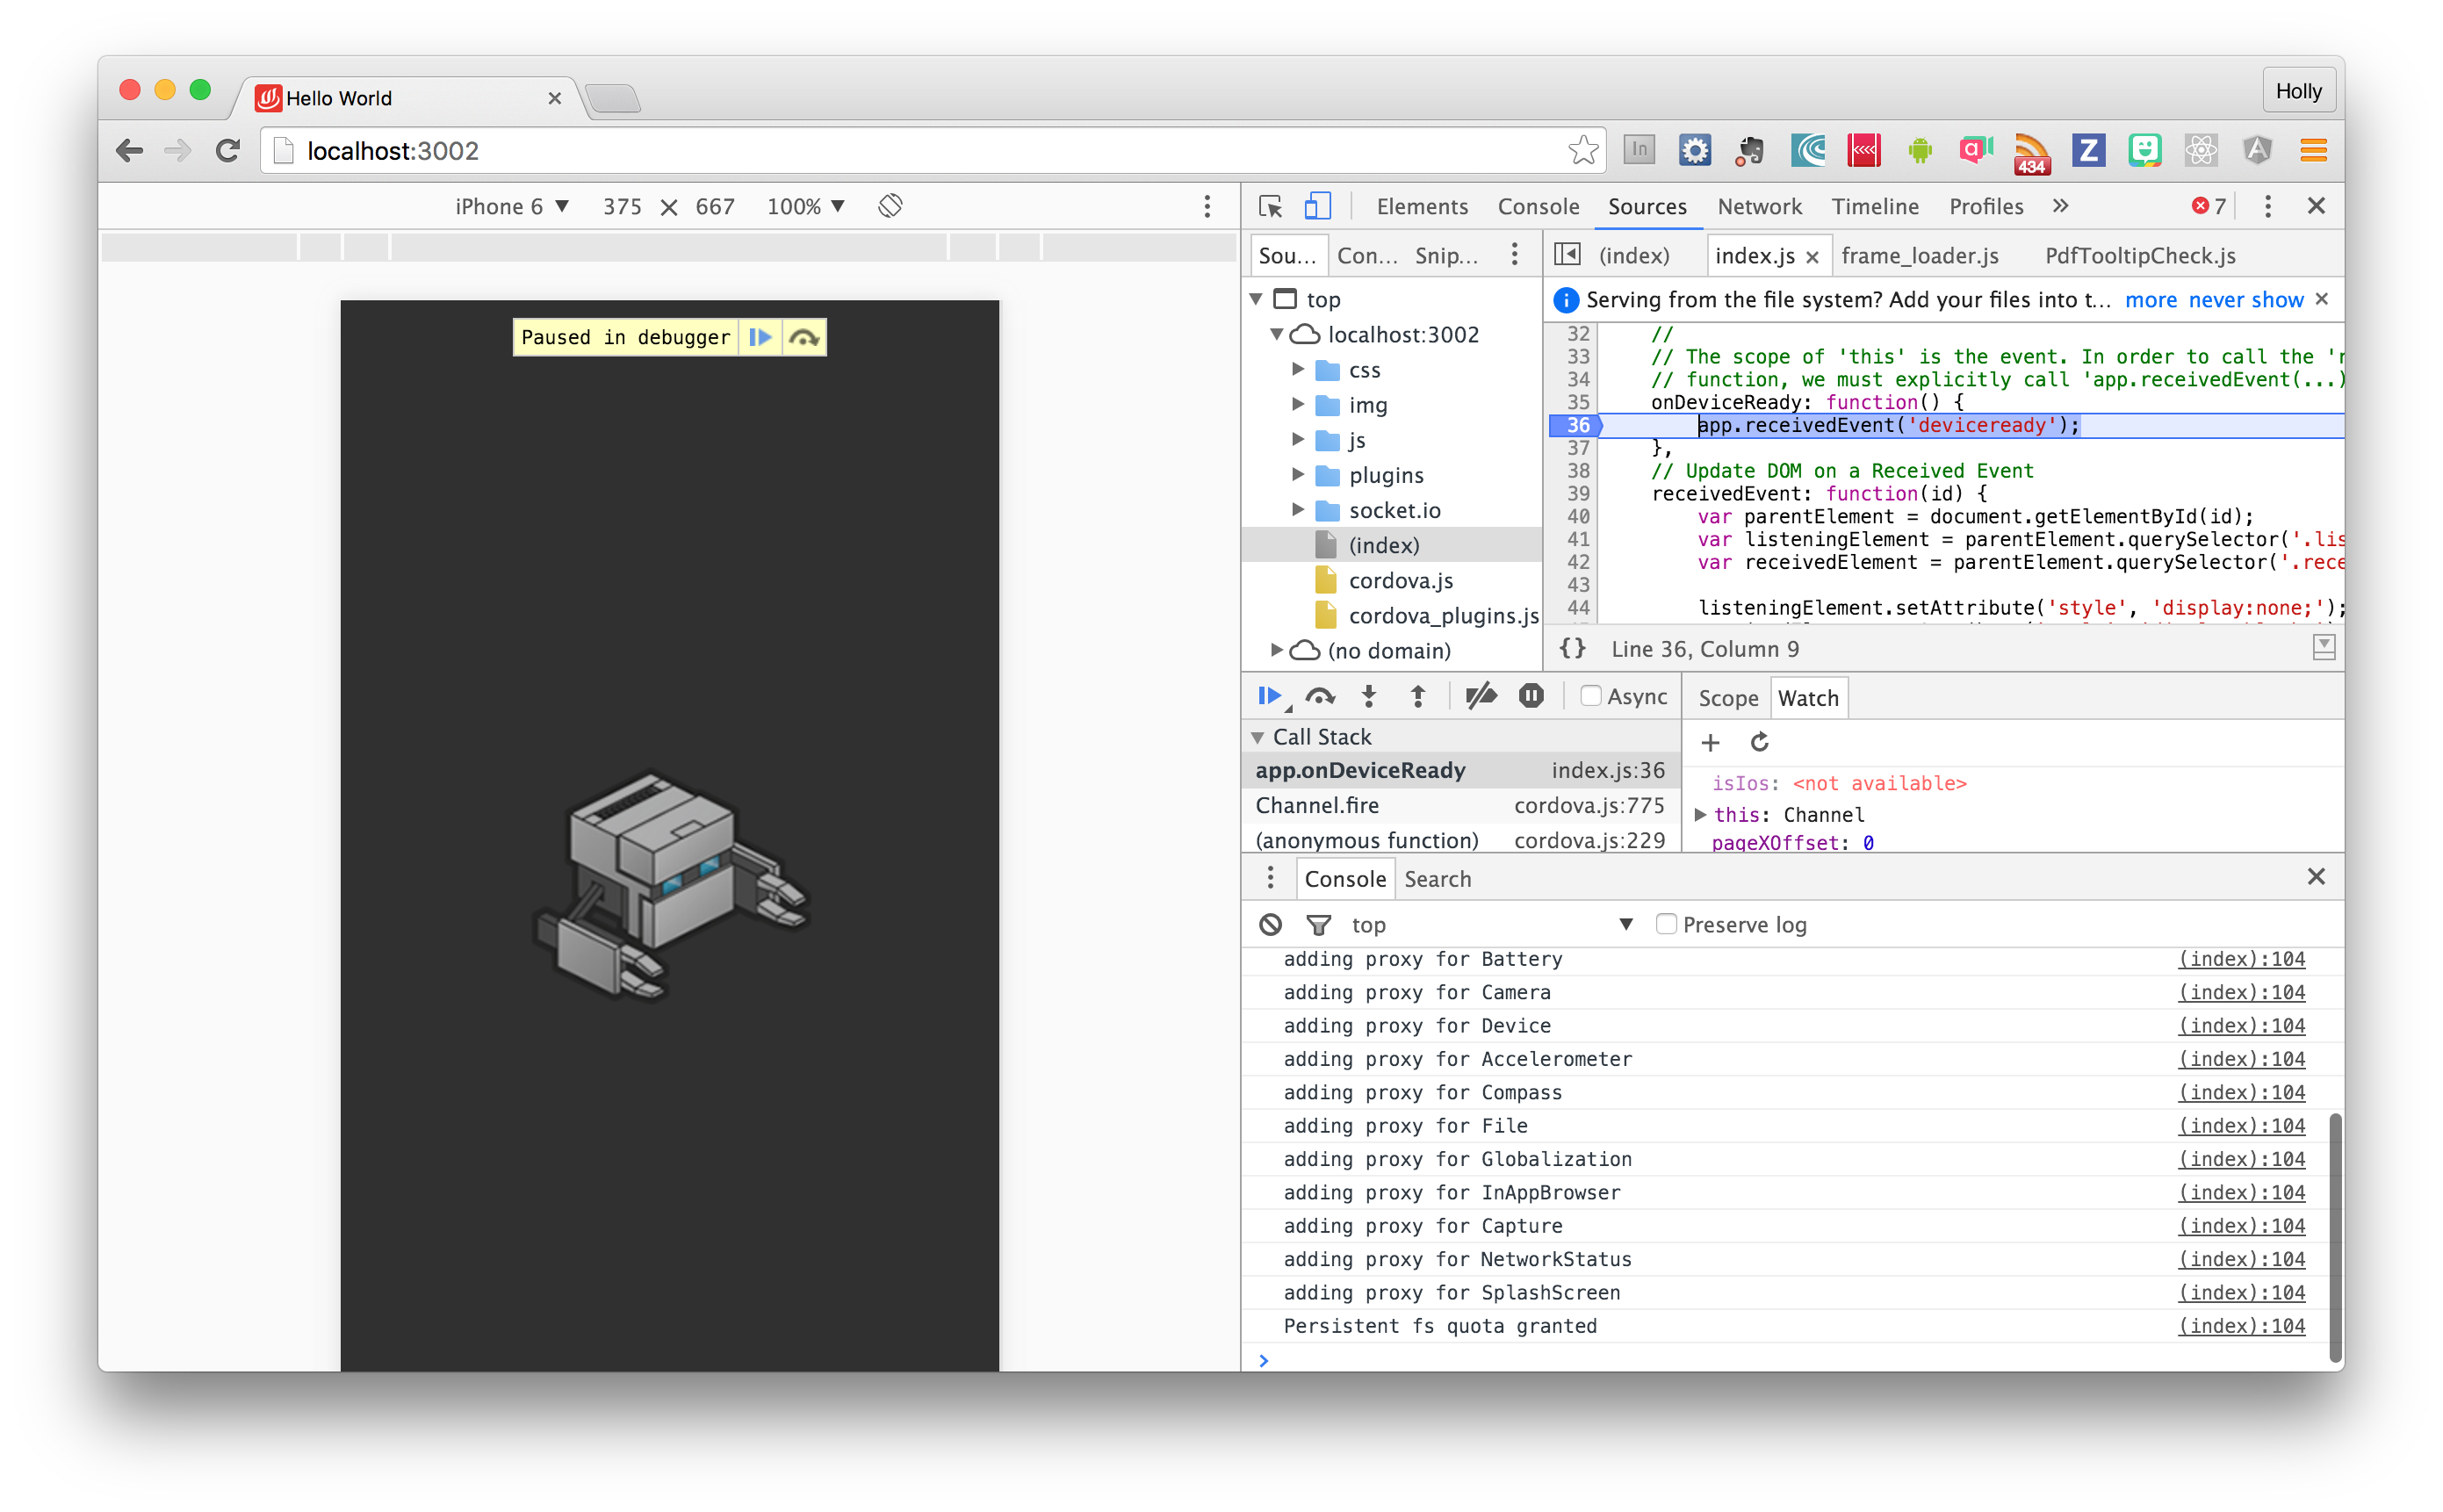 Hello World
Holly
localhost:3002
In
434
Z
iPhone 6 375 667 100%
Elements Console Sources Network Timeline Profiles » 7
Sou... Con... Snip...
(index) index.js frame_loader.js PdfTooltipCheck.js
Serving from the file system? Add your files into t... more never show
top
localhost:3002
css
img
js
plugins
socket.io
(index)
cordova.js
cordova_plugins.js
(no domain)
Paused in debugger
32 //
33 // The scope of 'this' is the event. In order to call the 'r
34 // function, we must explicitly call 'app.receivedEvent(...)
35 onDeviceReady: function() {
36 app.receivedEvent('deviceready');
37 },
38 // Update DOM on a Received Event
39 receivedEvent: function(id) {
40 var parentElement = document.getElementById(id);
41 var listeningElement = parentElement.querySelector('.lis
42 var receivedElement = parentElement.querySelector('.rece
43
44 listeningElement.setAttribute('style', 'display:none;');
{} Line 36, Column 9
Async
Scope Watch
Call Stack
app.onDeviceReady index.js:36
Channel.fire cordova.js:775
(anonymous function) cordova.js:229
isIos: <not available>
this: Channel
pageXOffset: 0
Console Search
top Preserve log
adding proxy for Battery (index):104
adding proxy for Camera (index):104
adding proxy for Device (index):104
adding proxy for Accelerometer (index):104
adding proxy for Compass (index):104
adding proxy for File (index):104
adding proxy for Globalization (index):104
adding proxy for InAppBrowser (index):104
adding proxy for Capture (index):104
adding proxy for NetworkStatus (index):104
adding proxy for SplashScreen (index):104
Persistent fs quota granted (index):104